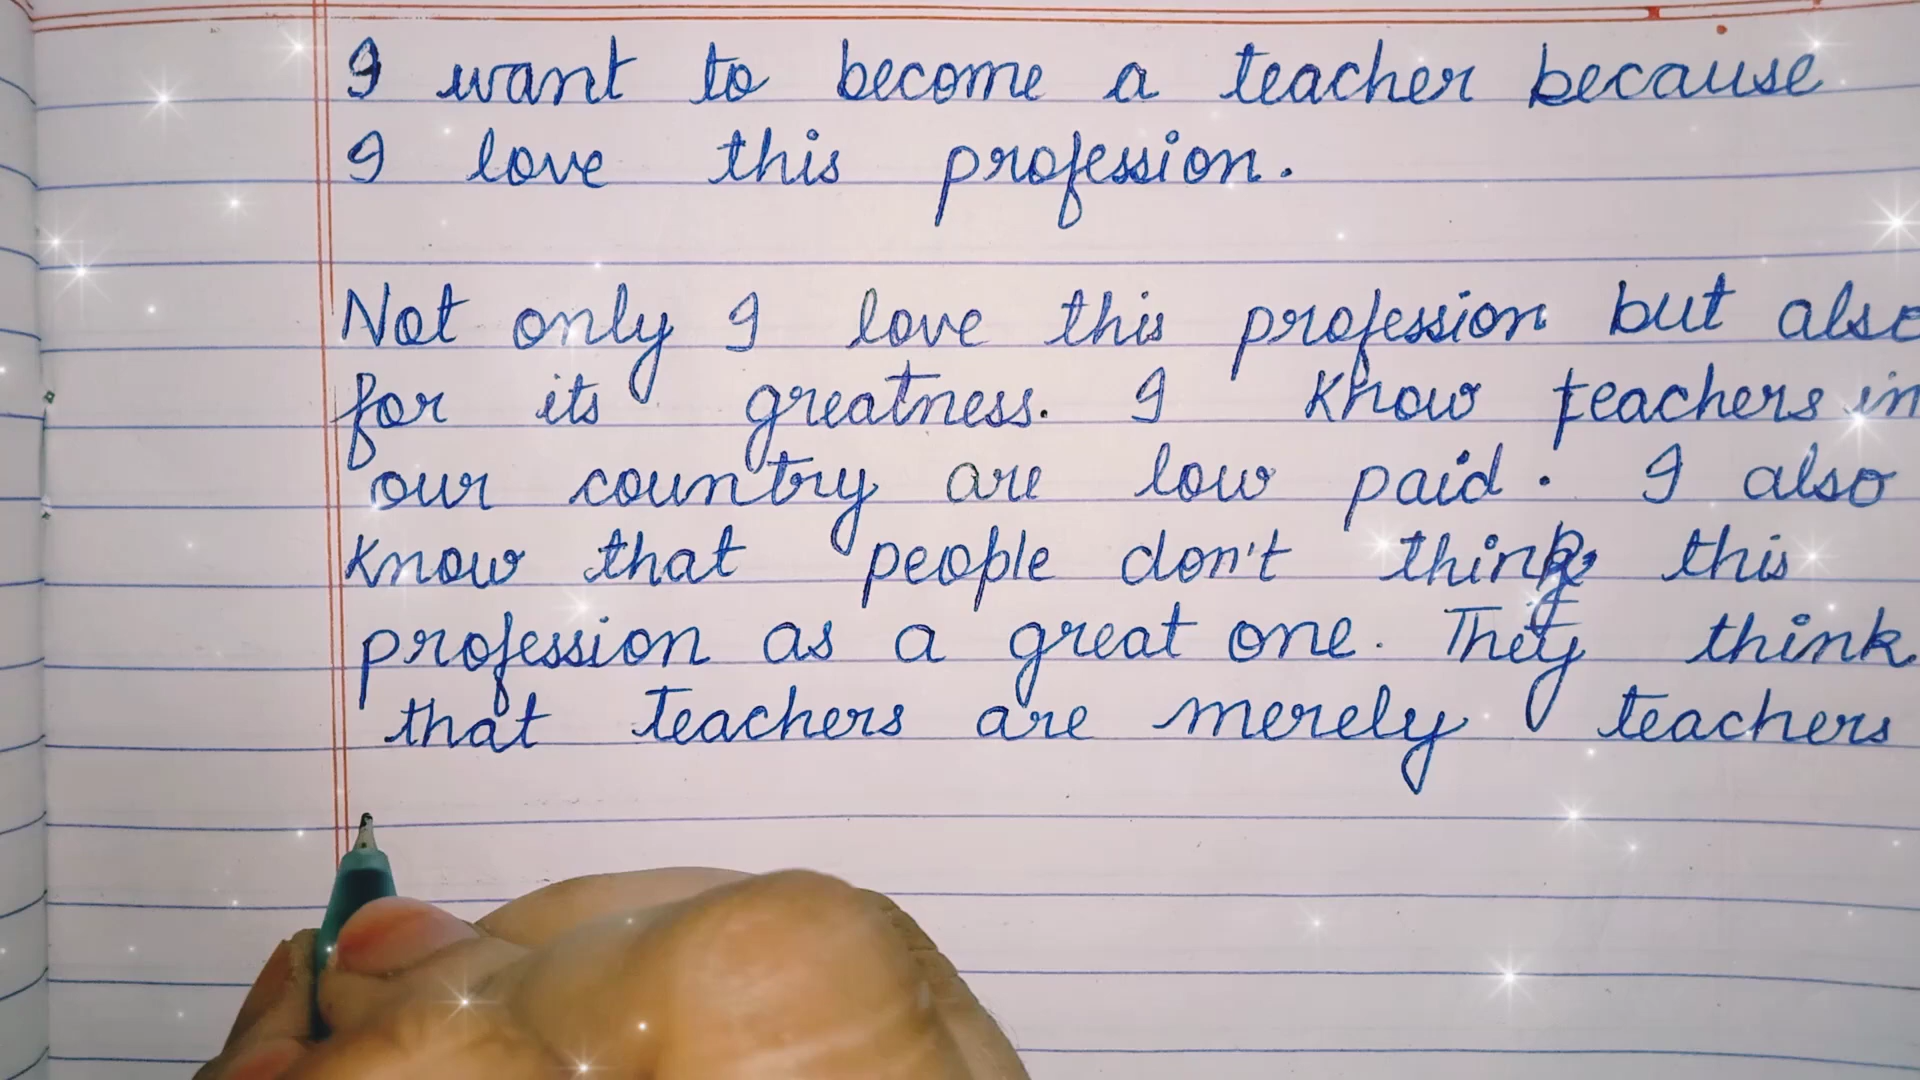 I want to become a teacher because
I love this profession.
Not only I love this profession but also
for its greatness. I know teachers in
our country are low paid. I also
know that people don't think this
profession as a great one. They think
that teachers are merely teachers